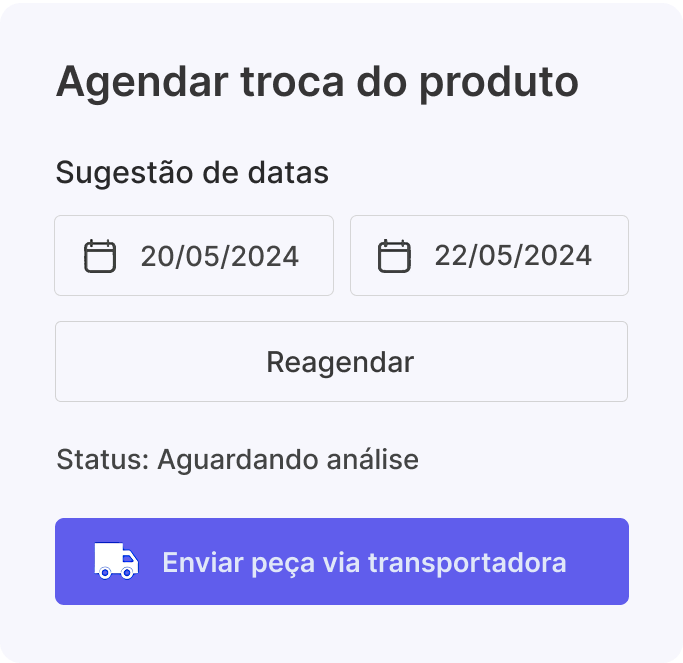 Agendar troca do produto
Sugestão de datas
20/05/2024 22/05/2024
Reagendar
Status: Aguardando análise
Enviar peça via transportadora